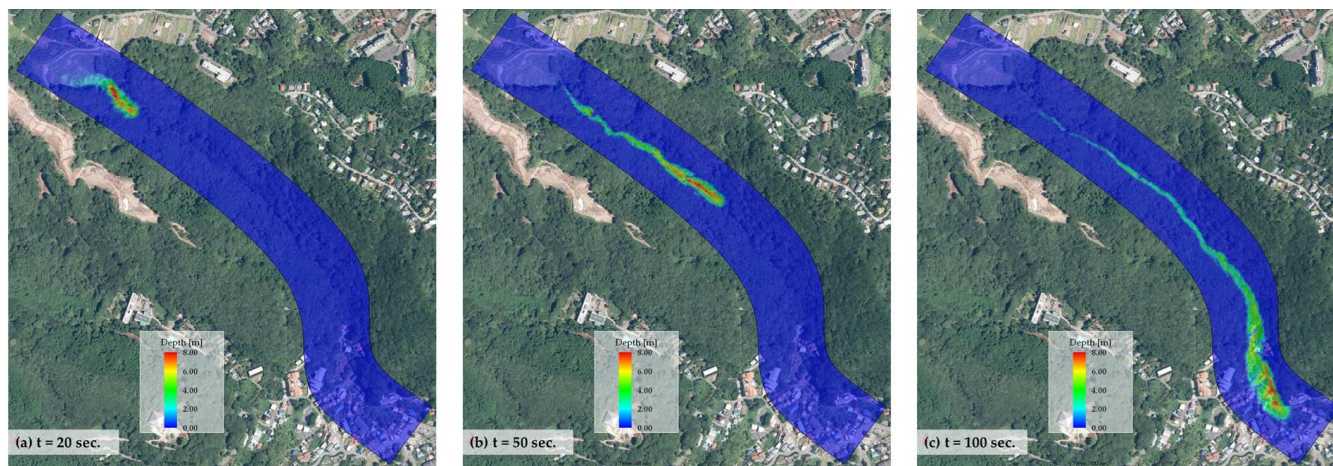 Depth [m]
8.00
6.00
4.00
2.00
0.00
(a) t = 20 sec.
Depth [m]
8.00
6.00
4.00
2.00
0.00
(b) t = 50 sec.
Depth [m]
8.00
6.00
4.00
2.00
0.00
(c) t = 100 sec.